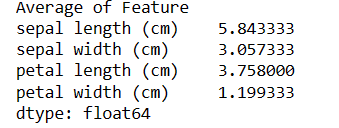 Average of Feature
sepal length (cm)    5.843333
sepal width (cm)     3.057333
petal length (cm)    3.758000
petal width (cm)     1.199333
dtype: float64